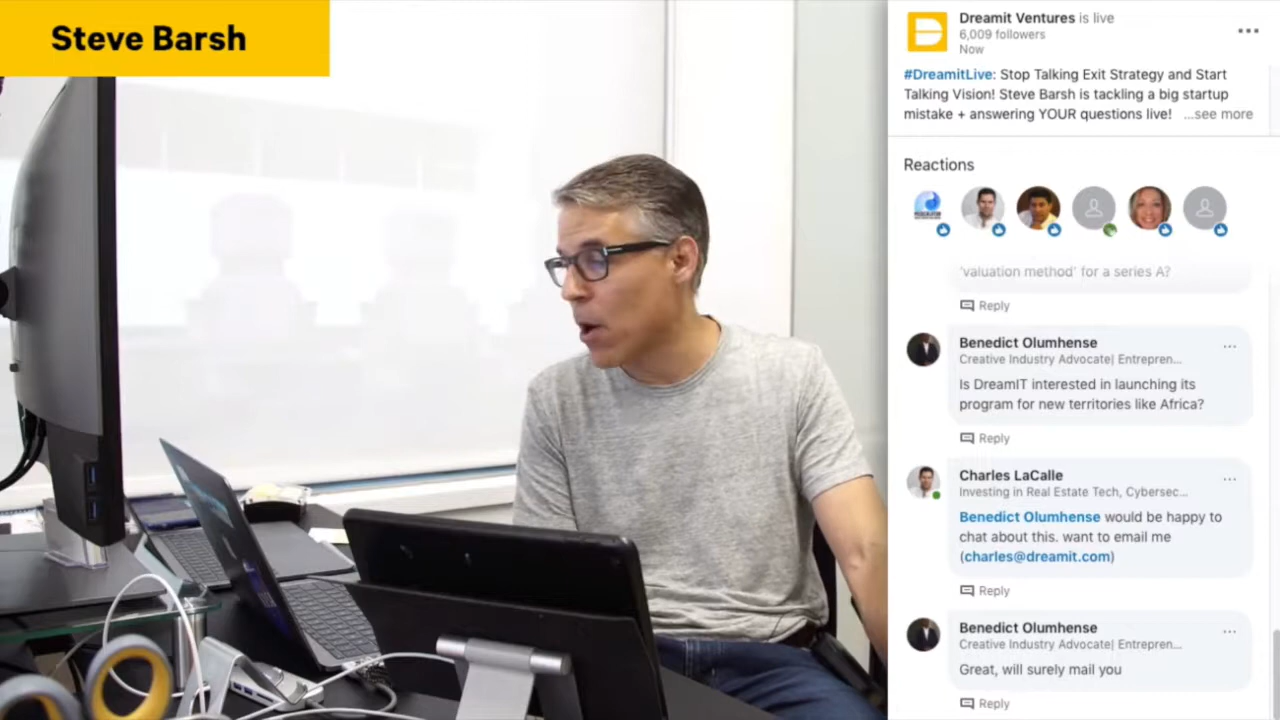 Steve Barsh
Dreamit Ventures is live
6,009 followers
Now
#DreamitLive: Stop Talking Exit Strategy and Start
Talking Vision! Steve Barsh is tackling a big startup
mistake + answering YOUR questions live! ...see more
Reactions
'valuation method' for a series A?
Reply
Benedict Olumhense
Creative Industry Advocate| Entrepren...
Is DreamIT interested in launching its
program for new territories like Africa?
Reply
Charles LaCalle
Investing in Real Estate Tech, Cybersec...
Benedict Olumhense would be happy to
chat about this. want to email me
(charles@dreamit.com)
Reply
Benedict Olumhense
Creative Industry Advocate| Entrepren...
Great, will surely mail you
Reply